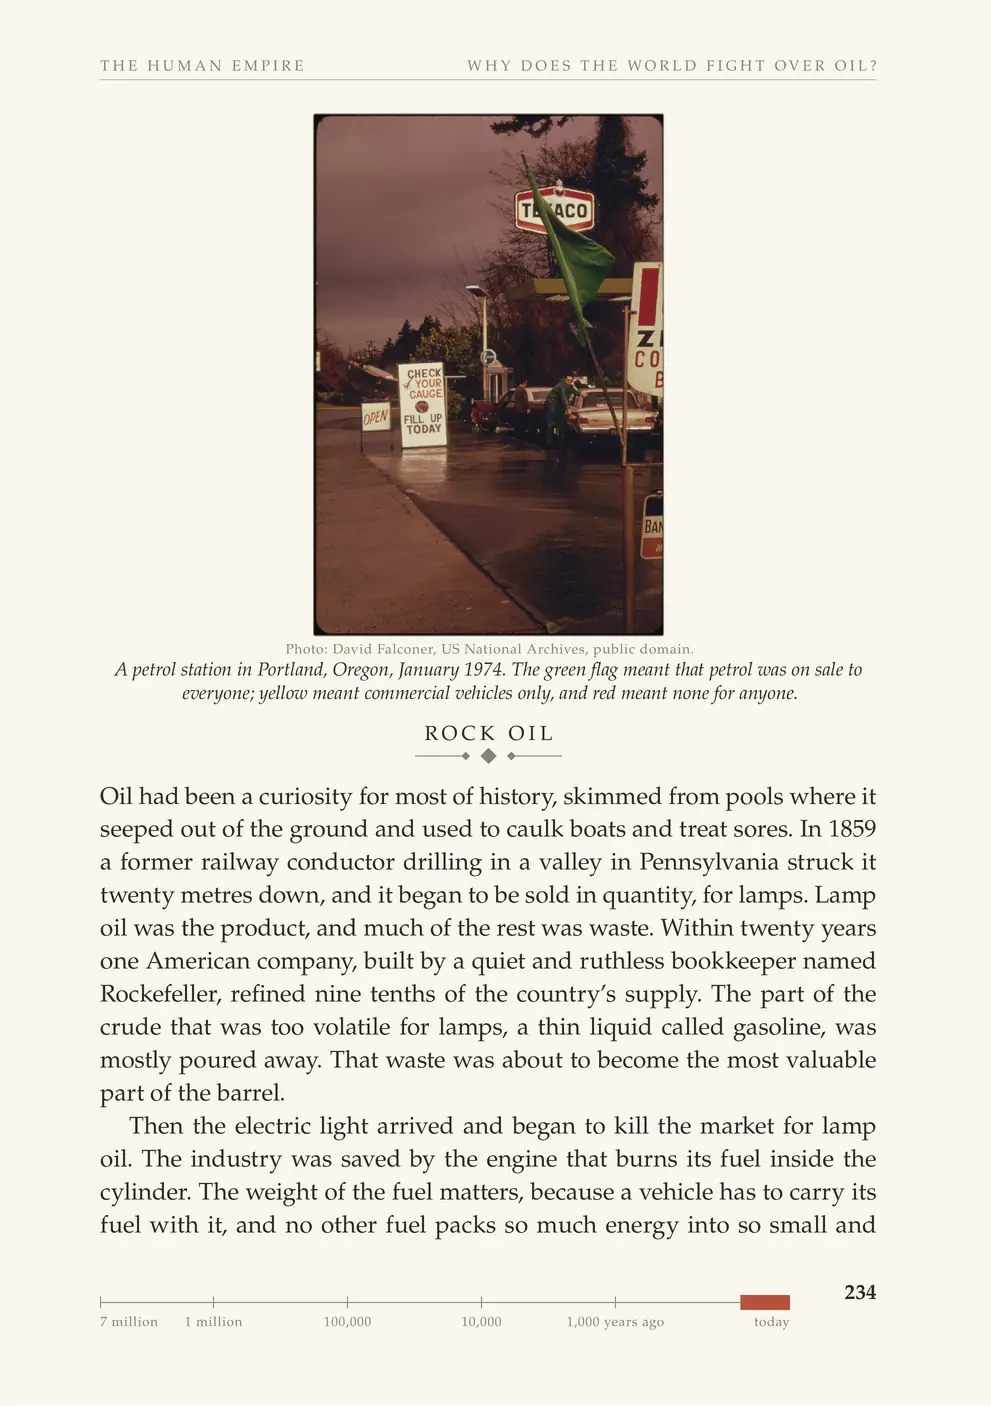 THE HUMAN EMPIRE
WHY DOES THE WORLD FIGHT OVER OIL?
TEXACO
CHECK
YOUR
GAUGE
FILL UP
TODAY
OPEN
CO
BAN
Photo: David Falconer, US National Archives, public domain.
A petrol station in Portland, Oregon, January 1974. The green flag meant that petrol was on sale to
everyone; yellow meant commercial vehicles only, and red meant none for anyone.
ROCK OIL
Oil had been a curiosity for most of history, skimmed from pools where it
seeped out of the ground and used to caulk boats and treat sores. In 1859
a former railway conductor drilling in a valley in Pennsylvania struck it
twenty metres down, and it began to be sold in quantity, for lamps. Lamp
oil was the product, and much of the rest was waste. Within twenty years
one American company, built by a quiet and ruthless bookkeeper named
Rockefeller, refined nine tenths of the country’s supply. The part of the
crude that was too volatile for lamps, a thin liquid called gasoline, was
mostly poured away. That waste was about to become the most valuable
part of the barrel.
Then the electric light arrived and began to kill the market for lamp
oil. The industry was saved by the engine that burns its fuel inside the
cylinder. The weight of the fuel matters, because a vehicle has to carry its
fuel with it, and no other fuel packs so much energy into so small and
234
7 million
1 million
100,000
10,000
1,000 years ago
today